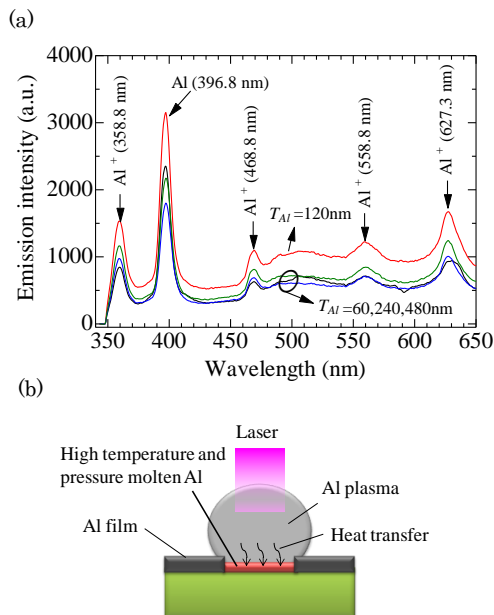 (a)
4000
3000
2000
1000
0
Emission intensity (a.u.)
350
400
450
500
550
600
650
Wavelength (nm)
Al + (358.8 nm)
Al (396.8 nm)
Al + (468.8 nm)
Al + (558.8 nm)
Al + (627.3 nm)
TAl =120nm
TAl =60,240,480nm
(b)
Laser
High temperature and
pressure molten Al
Al plasma
Al film
Heat transfer